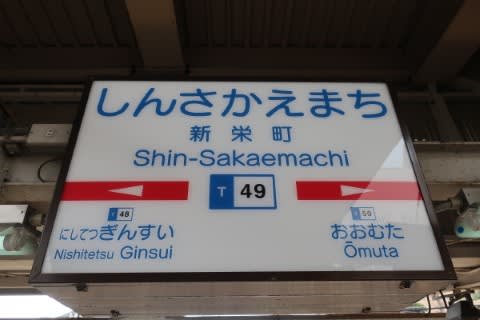 しんさかえまち
新栄町
Shin-Sakaemachi
T 49
T 48
T 50
にしてつぎんすい
おおむた
Nishitetsu Ginsui
Ōmuta